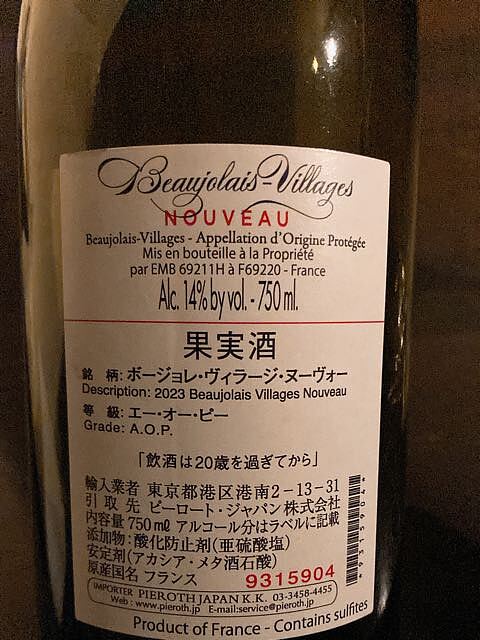 Beaujolais-Villages
NOUVEAU
Beaujolais-Villages - Appellation d'Origine Protégée
Mis en bouteille à la Propriété
par EMB 69211H à F69220 - France
Alc. 14% by vol. - 750 ml.
果実酒
銘 柄: ボージョレ・ヴィラージ・ヌーヴォー
Description: 2023 Beaujolais Villages Nouveau
等 級: エー・オー・ピー
Grade: A.O.P.
「飲酒は20歳を過ぎてから」
輸入業者 東京都港区港南2-13-31
引 取 先 ピーロート・ジャパン株式会社
内容量 750㎖ アルコール分はラベルに記載
添加物: 酸化防止剤(亜硫酸塩)
安定剤(アカシア・メタ酒石酸)
原産国名 フランス
9315904
IMPORTER PIEROTH JAPAN K.K. 03-3458-4455
Web : www.pieroth.jp E-mail:service@pieroth.jp
Product of France - Contains sulfites